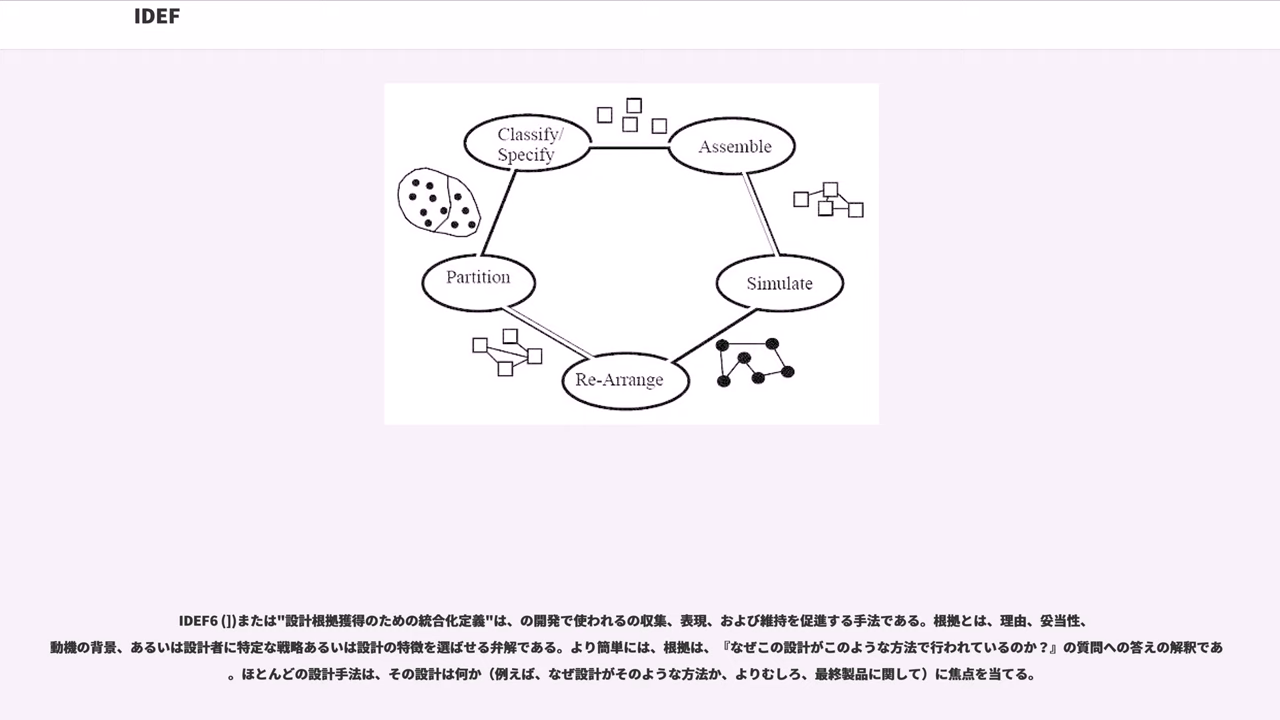 IDEF
Classify/
Specify
Assemble
Partition
Simulate
Re-Arrange
IDEF6 (])または"設計根拠獲得のための統合化定義"は、の開発で使われるの収集、表現、および維持を促進する手法である。根拠とは、理由、妥当性、
動機の背景、あるいは設計者に特定な戦略あるいは設計の特徴を選ばせる弁解である。より簡単には、根拠は、『なぜこの設計がこのような方法で行われているのか？』の質問への答えの解釈であ
。ほとんどの設計手法は、その設計は何か（例えば、なぜ設計がそのような方法か、よりむしろ、最終製品に関して）に焦点を当てる。